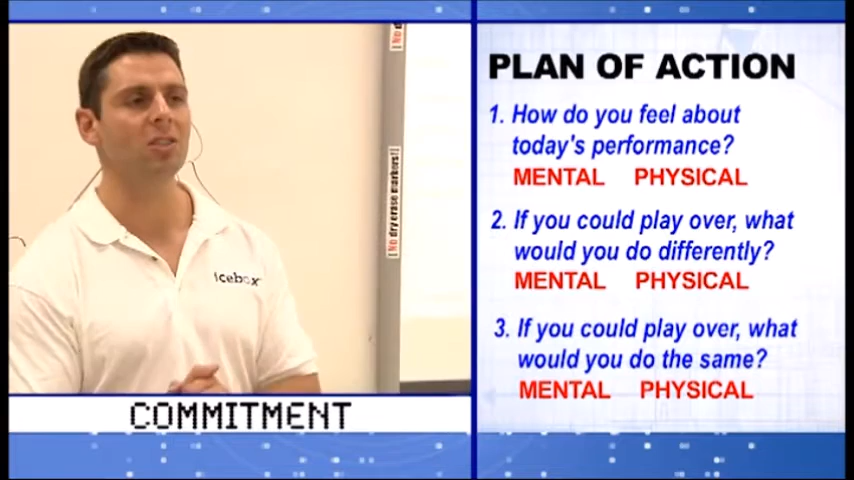 [No d
[No dry erase markers!]
icebox
COMMITMENT
PLAN OF ACTION
1. How do you feel about
today's performance?
MENTAL PHYSICAL
2. If you could play over, what
would you do differently?
MENTAL PHYSICAL
3. If you could play over, what
would you do the same?
MENTAL PHYSICAL